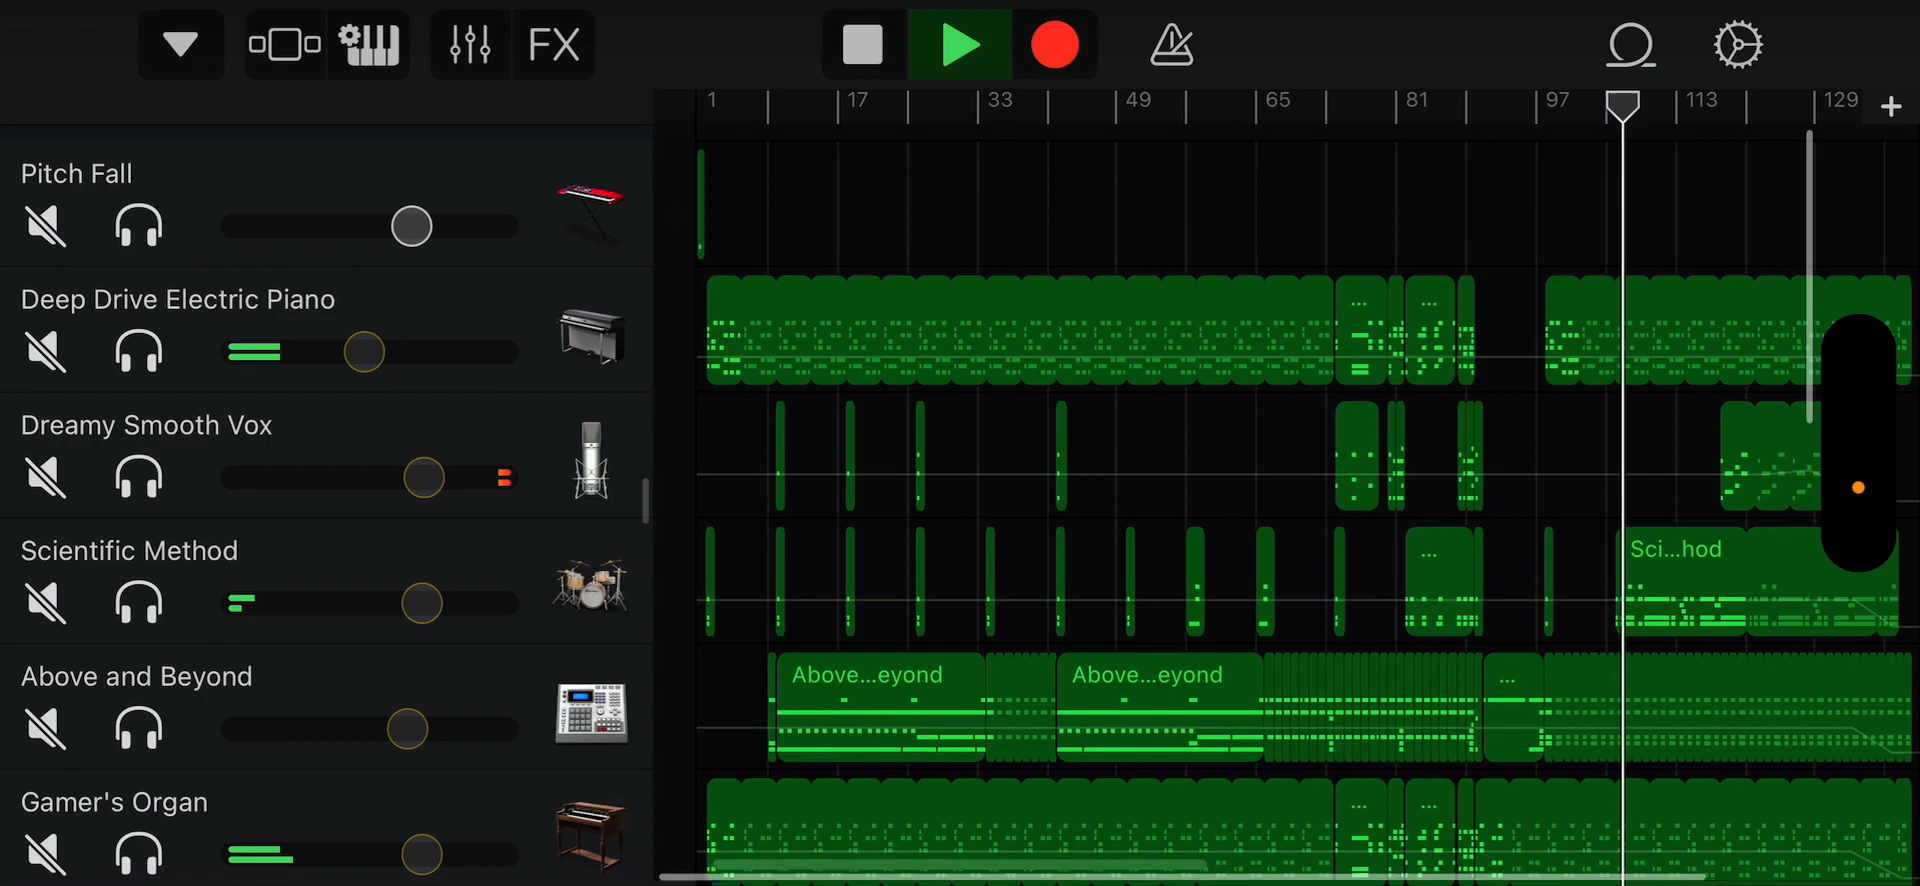 FX
1 17 33 49 65 81 97 113 129 +
Pitch Fall
Deep Drive Electric Piano
... ...
Dreamy Smooth Vox
Scientific Method
... Sci...hod
Above and Beyond
Above...eyond Above...eyond ...
Gamer's Organ
... ...